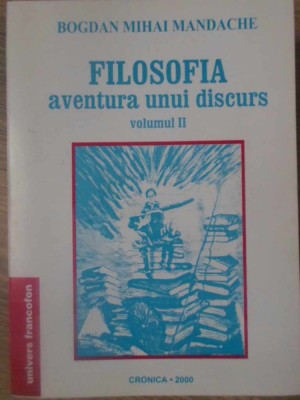 BOGDAN MIHAI MANDACHE
FILOSOFIA
aventura unui discurs
volumul II
univers francofon
CRONICA - 2000